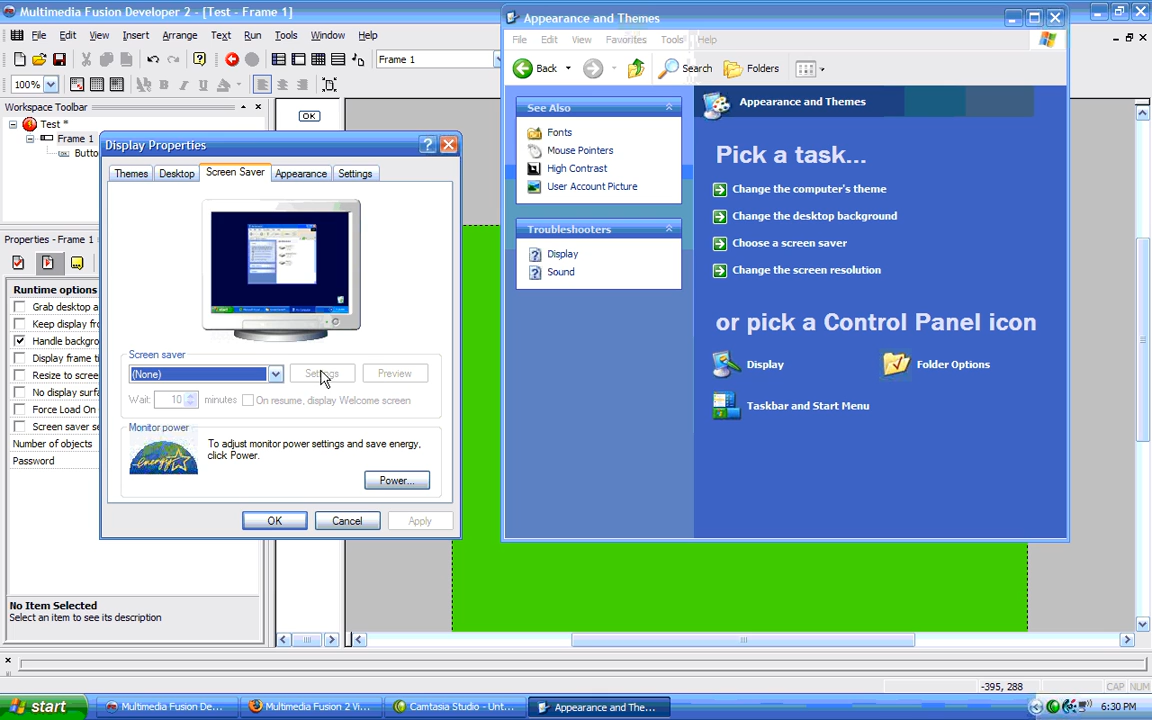 Multimedia Fusion Developer 2 - [Test - Frame 1]
File Edit View Insert Arrange Text Run Tools Window Help
Frame 1
100%
B I U
Workspace Toolbar
Test *
Frame 1
Butto
OK
Properties - Frame 1
Runtime options
Grab desktop a
Keep display fro
Handle backgro
Display frame ti
Resize to scree
No display surfa
Force Load On
Screen saver se
Number of objects
Password
No Item Selected
Select an item to see its description
Display Properties
Themes Desktop Screen Saver Appearance Settings
Screen saver
(None)
Settings
Preview
Wait: 10 minutes
On resume, display Welcome screen
Monitor power
To adjust monitor power settings and save energy,
click Power.
Power...
OK Cancel Apply
Appearance and Themes
File Edit View Favorites Tools Help
Back Search Folders
See Also
Fonts
Mouse Pointers
High Contrast
User Account Picture
Troubleshooters
Display
Sound
Appearance and Themes
Pick a task...
Change the computer's theme
Change the desktop background
Choose a screen saver
Change the screen resolution
or pick a Control Panel icon
Display
Folder Options
Taskbar and Start Menu
-395, 288
CAP NUM
start
Multimedia Fusion De...
Multimedia Fusion 2 Vi...
Camtasia Studio - Unt...
Appearance and The...
6:30 PM